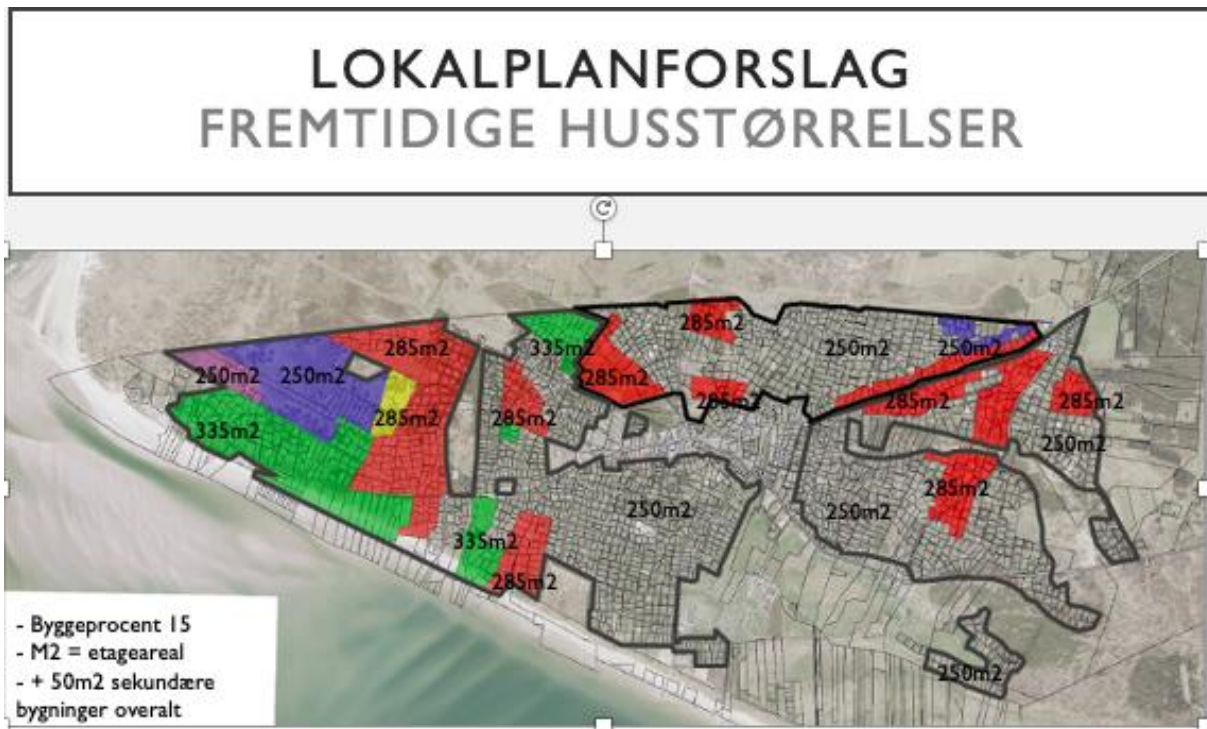 LOKALPLANFORSLAG
FREMTIDIGE HUSSTØRRELSER
285m2
335m2
285m2
250m2
250m2
250m2
250m2
285m2
285m2
285m2
285m2
285m2
285m2
335m2
250m2
285m2
250m2
250m2
335m2
285m2
250m2
- Byggeprocent 15
- M2 = etageareal
- + 50m2 sekundære
bygninger overalt